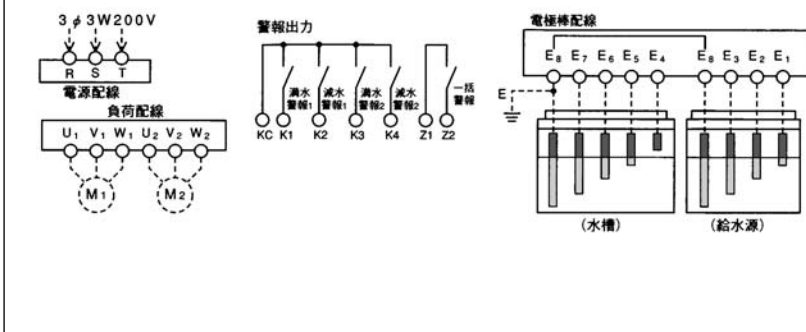 3φ3W200V
R S T
電源配線
負荷配線
U1 V1 W1 U2 V2 W2
M1 M2
警報出力
満水警報1
減水警報1
満水警報2
減水警報2
一括警報
KC K1 K2 K3 K4 Z1 Z2
電極棒配線
E8 E7 E6 E5 E4 E8 E3 E2 E1
E
(水槽) (給水源)